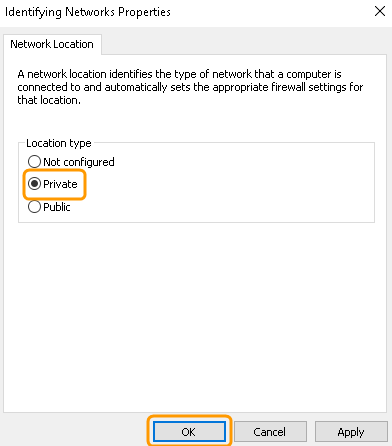 Identifying Networks Properties
Network Location
A network location identifies the type of network that a computer is
connected to and automatically sets the appropriate firewall settings for
that location.
Location type
Not configured
Private
Public
OK Cancel Apply